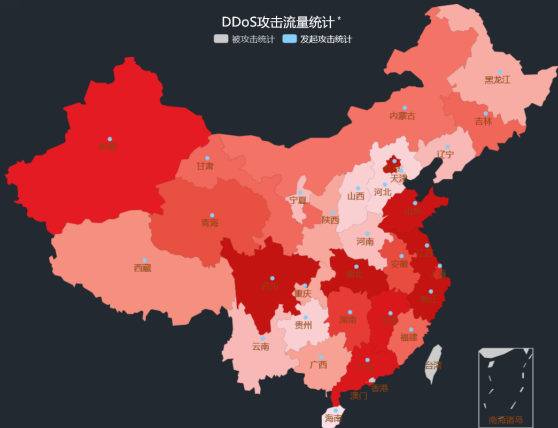 DDoS攻击流量统计*
被攻击统计 发起攻击统计
黑龙江
内蒙古
吉林
辽宁
甘肃
天津
河北
宁夏
山西
陕西
青海
河南
西藏
安徽
重庆
贵州
湖南
福建
云南
广西
台湾
香港
澳门
海南
南海诸岛